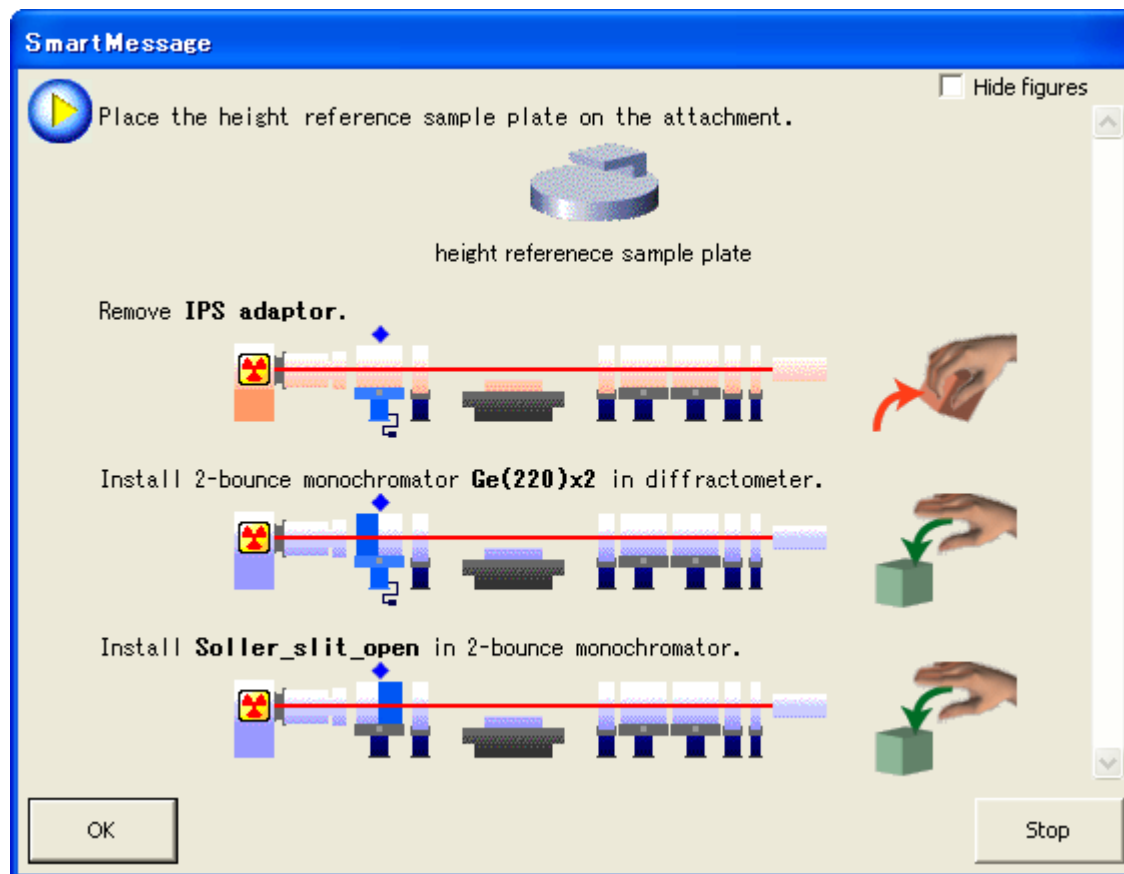 SmartMessage
Hide figures
Place the height reference sample plate on the attachment.
height referenece sample plate
Remove IPS adaptor.
Install 2-bounce monochromator Ge(220)x2 in diffractometer.
Install Soller_slit_open in 2-bounce monochromator.
OK
Stop